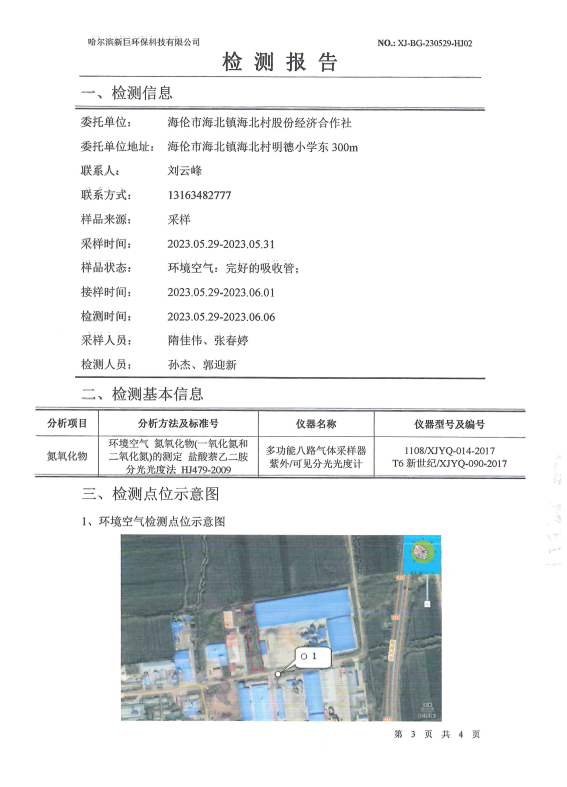 哈尔滨新巨环保科技有限公司 NO.: XJ-BG-230529-HJ02
检 测 报 告
一、检测信息
委托单位： 海伦市海北镇海北村股份经济合作社
委托单位地址： 海伦市海北镇海北村明德小学东 300m
联系人： 刘云峰
联系方式： 13163482777
样品来源： 采样
采样时间： 2023.05.29-2023.05.31
样品状态： 环境空气：完好的吸收管；
接样时间： 2023.05.29-2023.06.01
检测时间： 2023.05.29-2023.06.06
采样人员： 隋佳伟、张春婷
检测人员： 孙杰、郭迎新
二、检测基本信息
分析项目 分析方法及标准号 仪器名称 仪器型号及编号
氮氧化物 环境空气 氮氧化物(一氧化氮和二氧化氮)的测定 盐酸萘乙二胺分光光度法 HJ479-2009 多功能八路气体采样器 紫外/可见分光光度计 1108/XJYQ-014-2017 T6 新世纪/XJYQ-090-2017
三、检测点位示意图
1、环境空气检测点位示意图
O 1
第 3 页 共 4 页